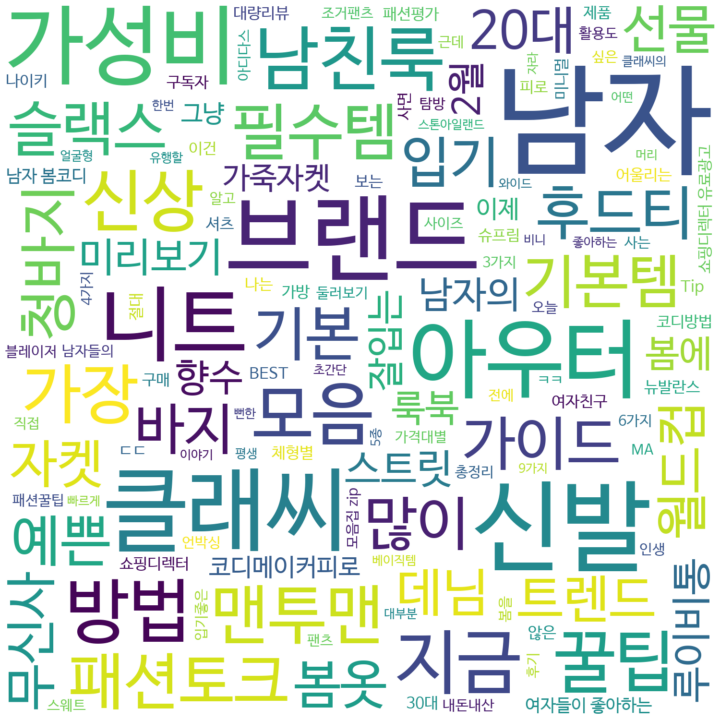 가성비
남친룩
대량리뷰
조거팬츠
패션평가
20대
제품
선물
활용도
근데
싶은
클래씨의
나이키
구독자
아디다스
2월
자라
미니멀
어떤
남자
슬랙스
한번
그냥
필수템
사면
탐방
피로
스톤아일랜드
머리
얼굴형
유행할
이건
입기
와이드
어울리는
쇼핑디렉터 유료광고
남자 봄코디
신상
알고
가죽자켓
보는
이제
후드티
청바지
미리보기
셔츠
브랜드
사이즈
슈프림
비니
좋아하는
사는
4가지
절대
나는
가방
둘러보기
3가지
기본템
Tip
니트
기본
잘입는
남자의
오늘
코디방법
블레이저
남자들의
아우터
봄에
가장
구매
향수
BEST
초간단
룩북
ㅋㅋ
전에
여자친구
뉴발란스
직접
바지
뻔한
모음
5종
가격대별
가이드
6가지
월드컵
자켓
ㄷㄷ
이야기
평생
체형별
스트릿
총정리
9가지
MA
패션꿀팁
빠르게
클래씨
모음집 zip
많이
신발
인생
예쁜
언박싱
쇼핑디렉터
코디메이커피로
베이직템
무신사
방법
입기좋은
맨투맨
데님
대부분
봄을
트렌드
루이비통
패션토크
팬츠
봄옷
지금
않은
후기
꿀팁
스웨트
30대
내돈내산
여자들이 좋아하는